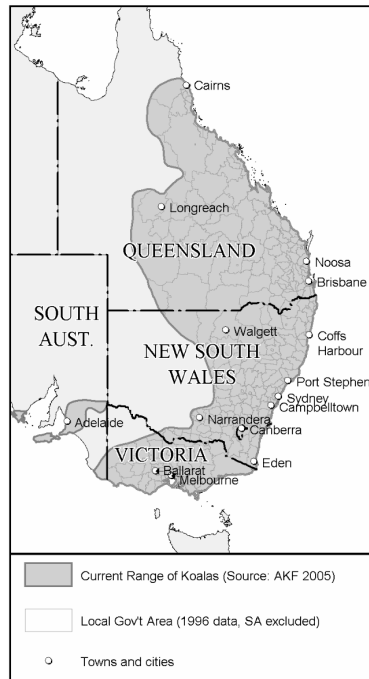 Cairns
Longreach
QUEENSLAND
Noosa
Brisbane
SOUTH
AUST.
Walgett
Coffs
Harbour
NEW SOUTH
WALES
Port Stephen
Sydney
Campbelltown
Adelaide
Narrandera
Canberra
VICTORIA
Ballarat
Eden
Melbourne
Current Range of Koalas (Source: AKF 2005)
Local Gov't Area (1996 data, SA excluded)
Towns and cities